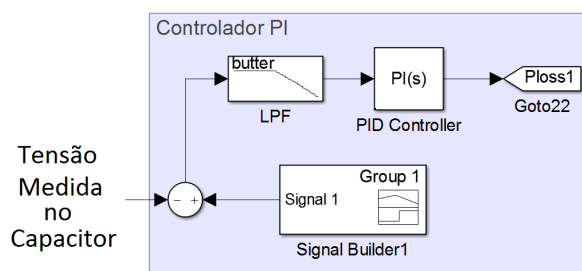 Controlador PI
butter
LPF
PI(s)
PID Controller
Ploss1
Goto22
Tensão
Medida
no
Capacitor
− +
Signal 1
Group 1
Signal Builder1